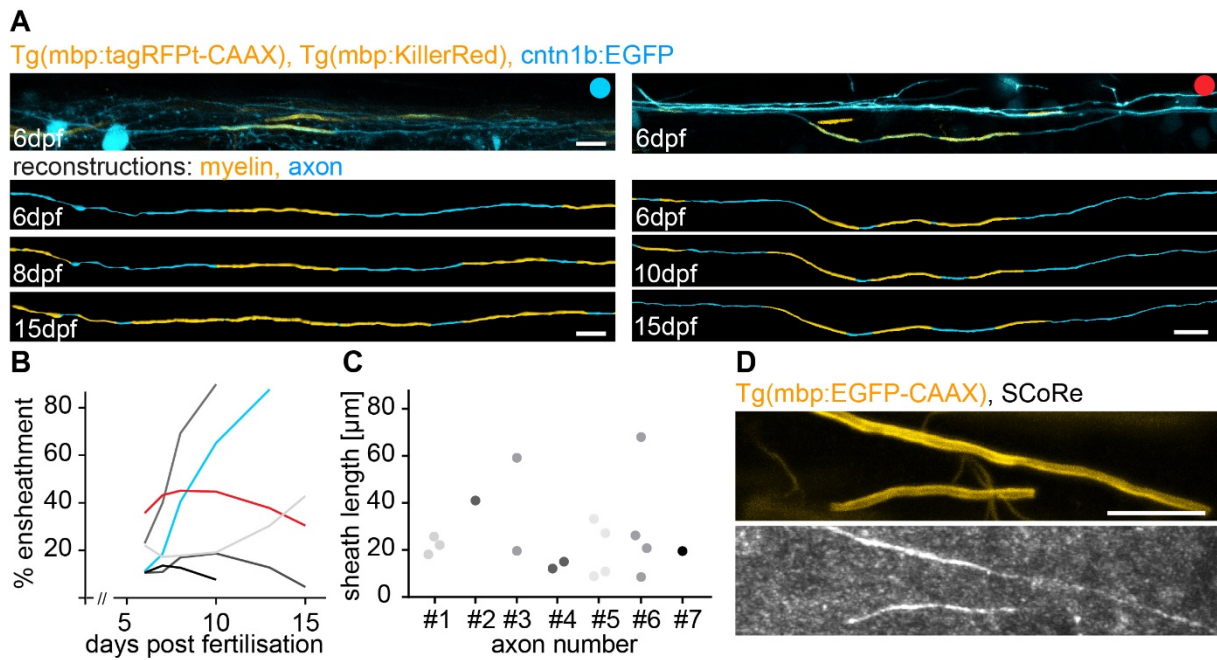 A
Tg(mbp:tagRFPt-CAAX), Tg(mbp:KillerRed), cntn1b:EGFP
6dpf
6dpf
reconstructions: myelin, axon
6dpf
8dpf
15dpf
6dpf
10dpf
15dpf
B
% ensheathment
80
60
40
20
//
5 10 15
days post fertilisation
C
sheath length [µm]
80
60
40
20
0
#1 #2 #3 #4 #5 #6 #7
axon number
D
Tg(mbp:EGFP-CAAX), SCoRe